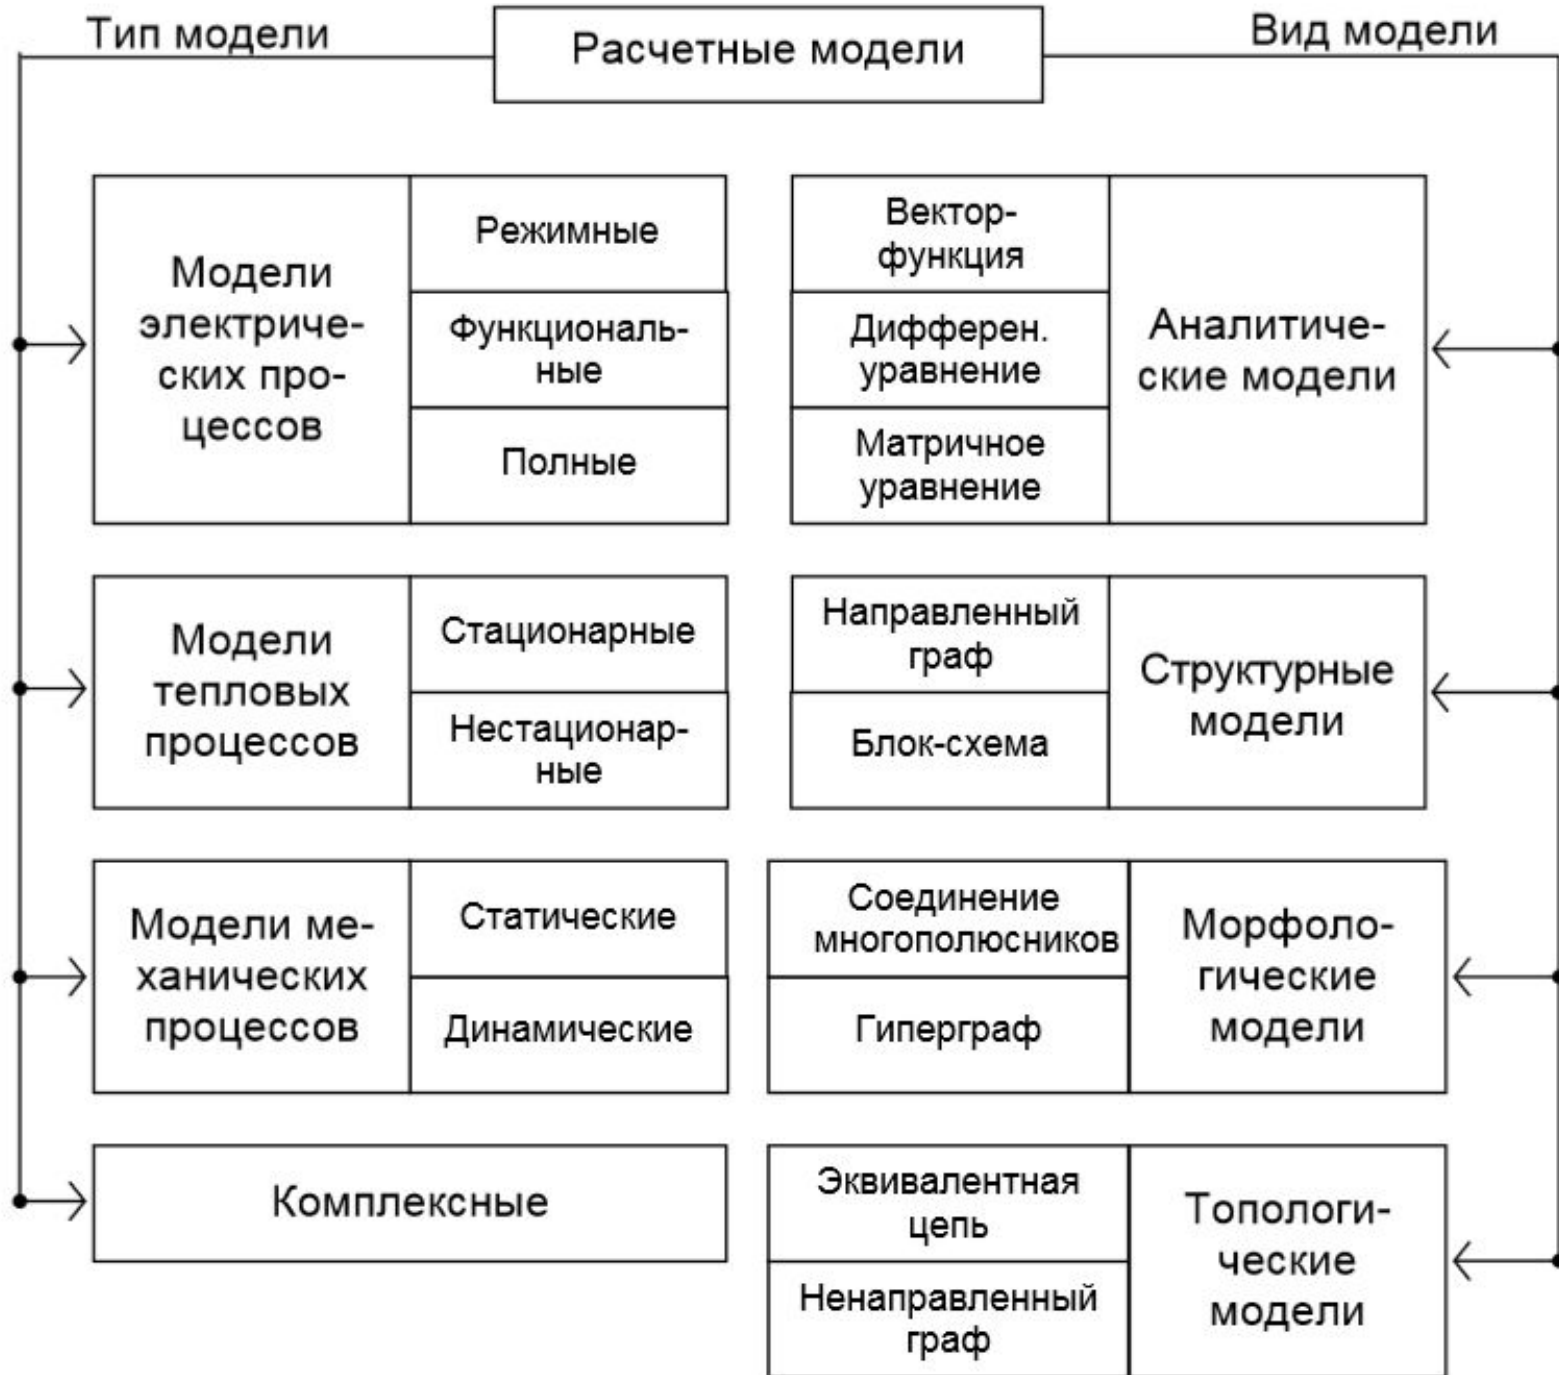 Тип модели
Расчетные модели
Вид модели
Модели
электриче-
ских про-
цессов
Режимные
Функциональ-
ные
Полные
Вектор-
функция
Дифферен.
уравнение
Матричное
уравнение
Аналитиче-
ские модели
Модели
тепловых
процессов
Стационарные
Нестационар-
ные
Направленный
граф
Блок-схема
Структурные
модели
Модели ме-
ханических
процессов
Статические
Динамические
Соединение
многополюсников
Гиперграф
Морфоло-
гические
модели
Комплексные
Эквивалентная
цепь
Ненаправленный
граф
Топологи-
ческие
модели